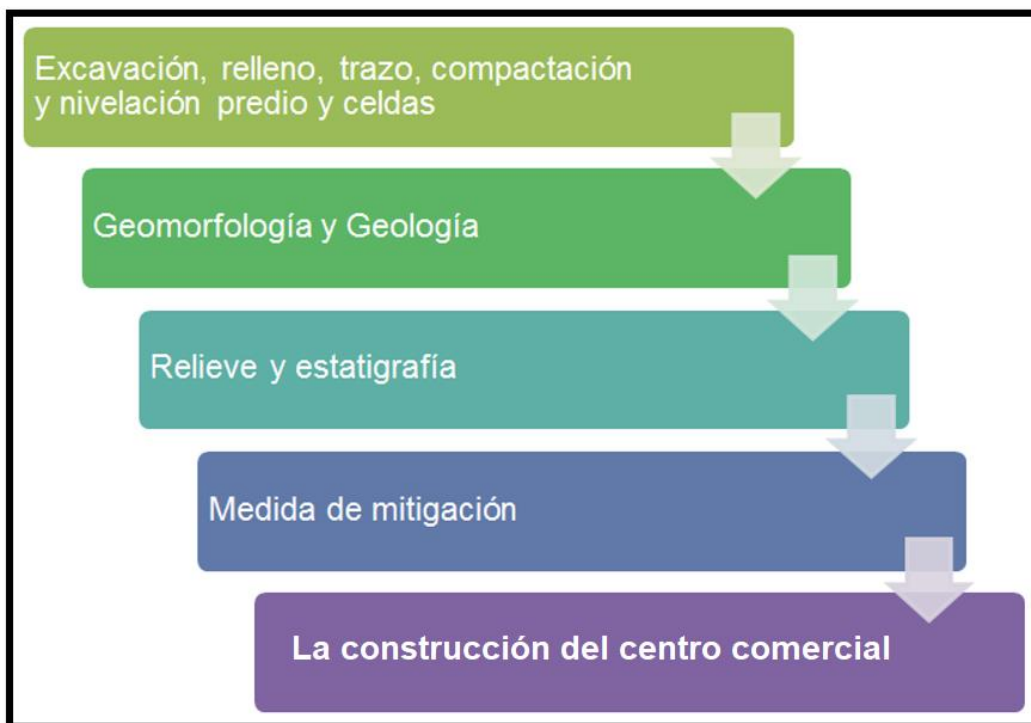 Excavación, relleno, trazo, compactación
y nivelación predio y celdas
Geomorfología y Geología
Relieve y estatigrafía
Medida de mitigación
La construcción del centro comercial